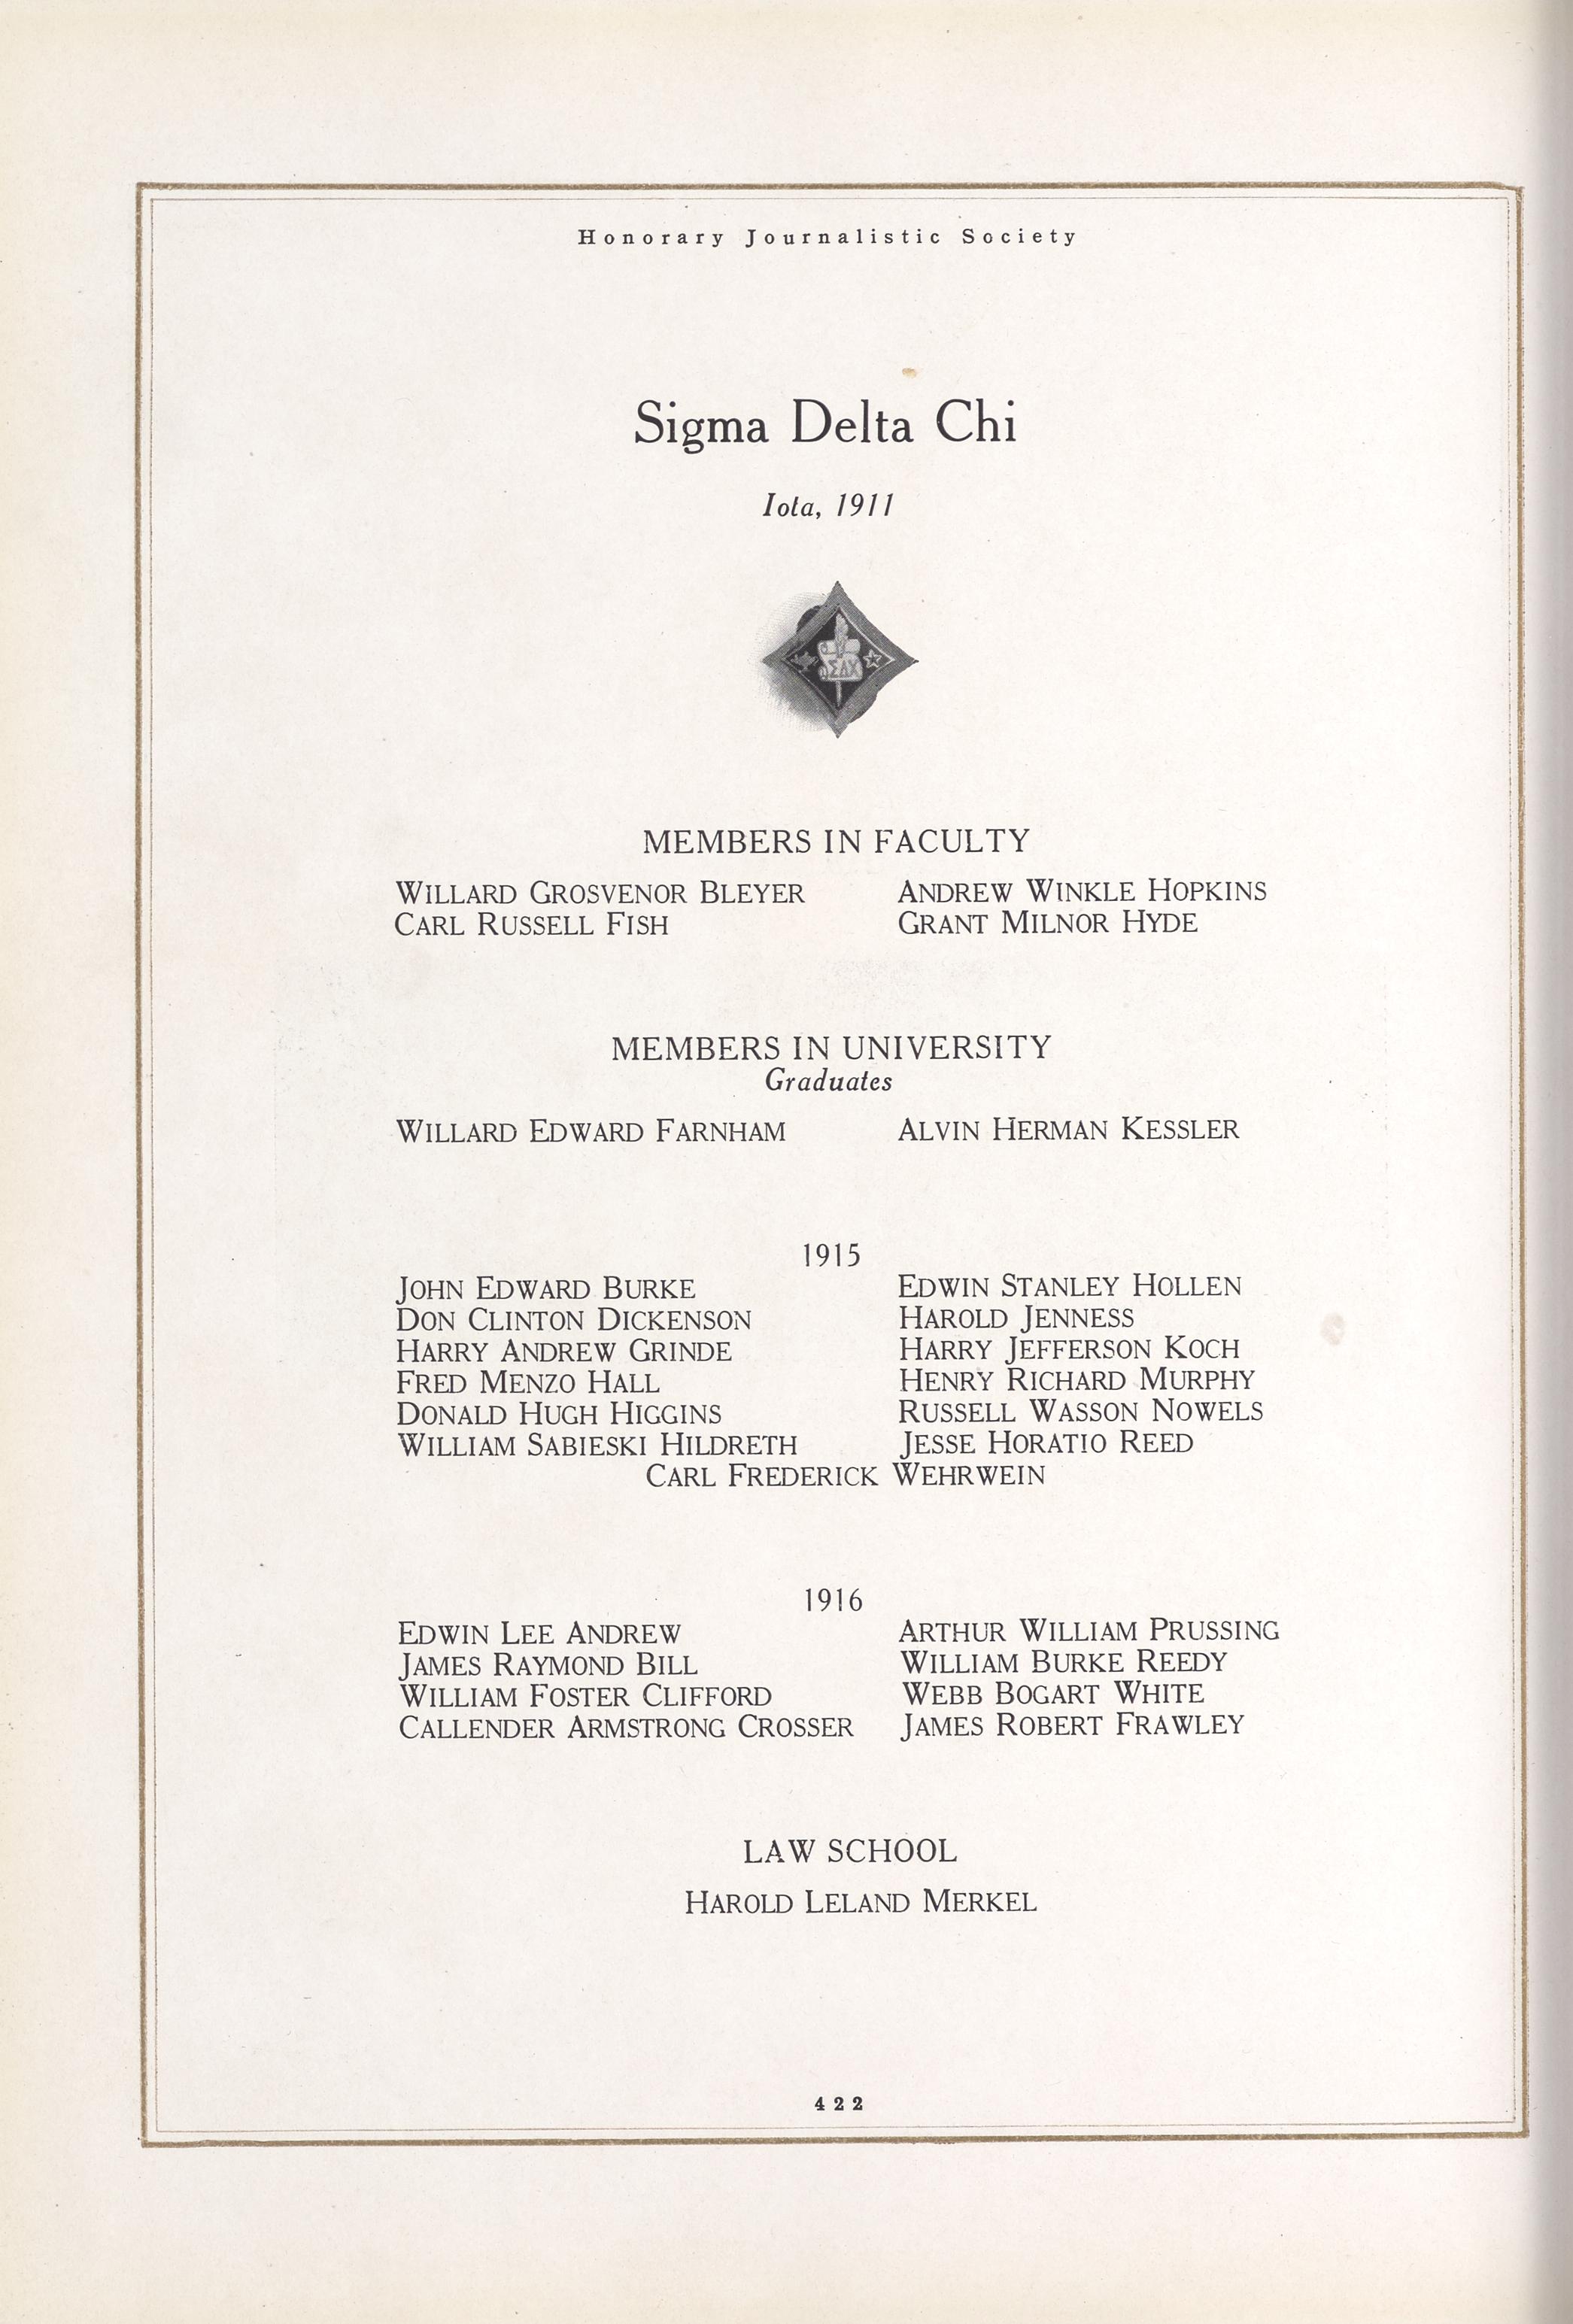 Honorary Journalistic Society
Sigma Delta Chi
Iota, 1911
ΣΔΧ
MEMBERS IN FACULTY
WILLARD GROSVENOR BLEYER ANDREW WINKLE HOPKINS
CARL RUSSELL FISH GRANT MILNOR HYDE
MEMBERS IN UNIVERSITY
Graduates
WILLARD EDWARD FARNHAM ALVIN HERMAN KESSLER
1915
JOHN EDWARD BURKE EDWIN STANLEY HOLLEN
DON CLINTON DICKENSON HAROLD JENNESS
HARRY ANDREW GRINDE HARRY JEFFERSON KOCH
FRED MENZO HALL HENRY RICHARD MURPHY
DONALD HUGH HIGGINS RUSSELL WASSON NOWELS
WILLIAM SABIESKI HILDRETH JESSE HORATIO REED
CARL FREDERICK WEHRWEIN
1916
EDWIN LEE ANDREW ARTHUR WILLIAM PRUSSING
JAMES RAYMOND BILL WILLIAM BURKE REEDY
WILLIAM FOSTER CLIFFORD WEBB BOGART WHITE
CALLENDER ARMSTRONG CROSSER JAMES ROBERT FRAWLEY
LAW SCHOOL
HAROLD LELAND MERKEL
422